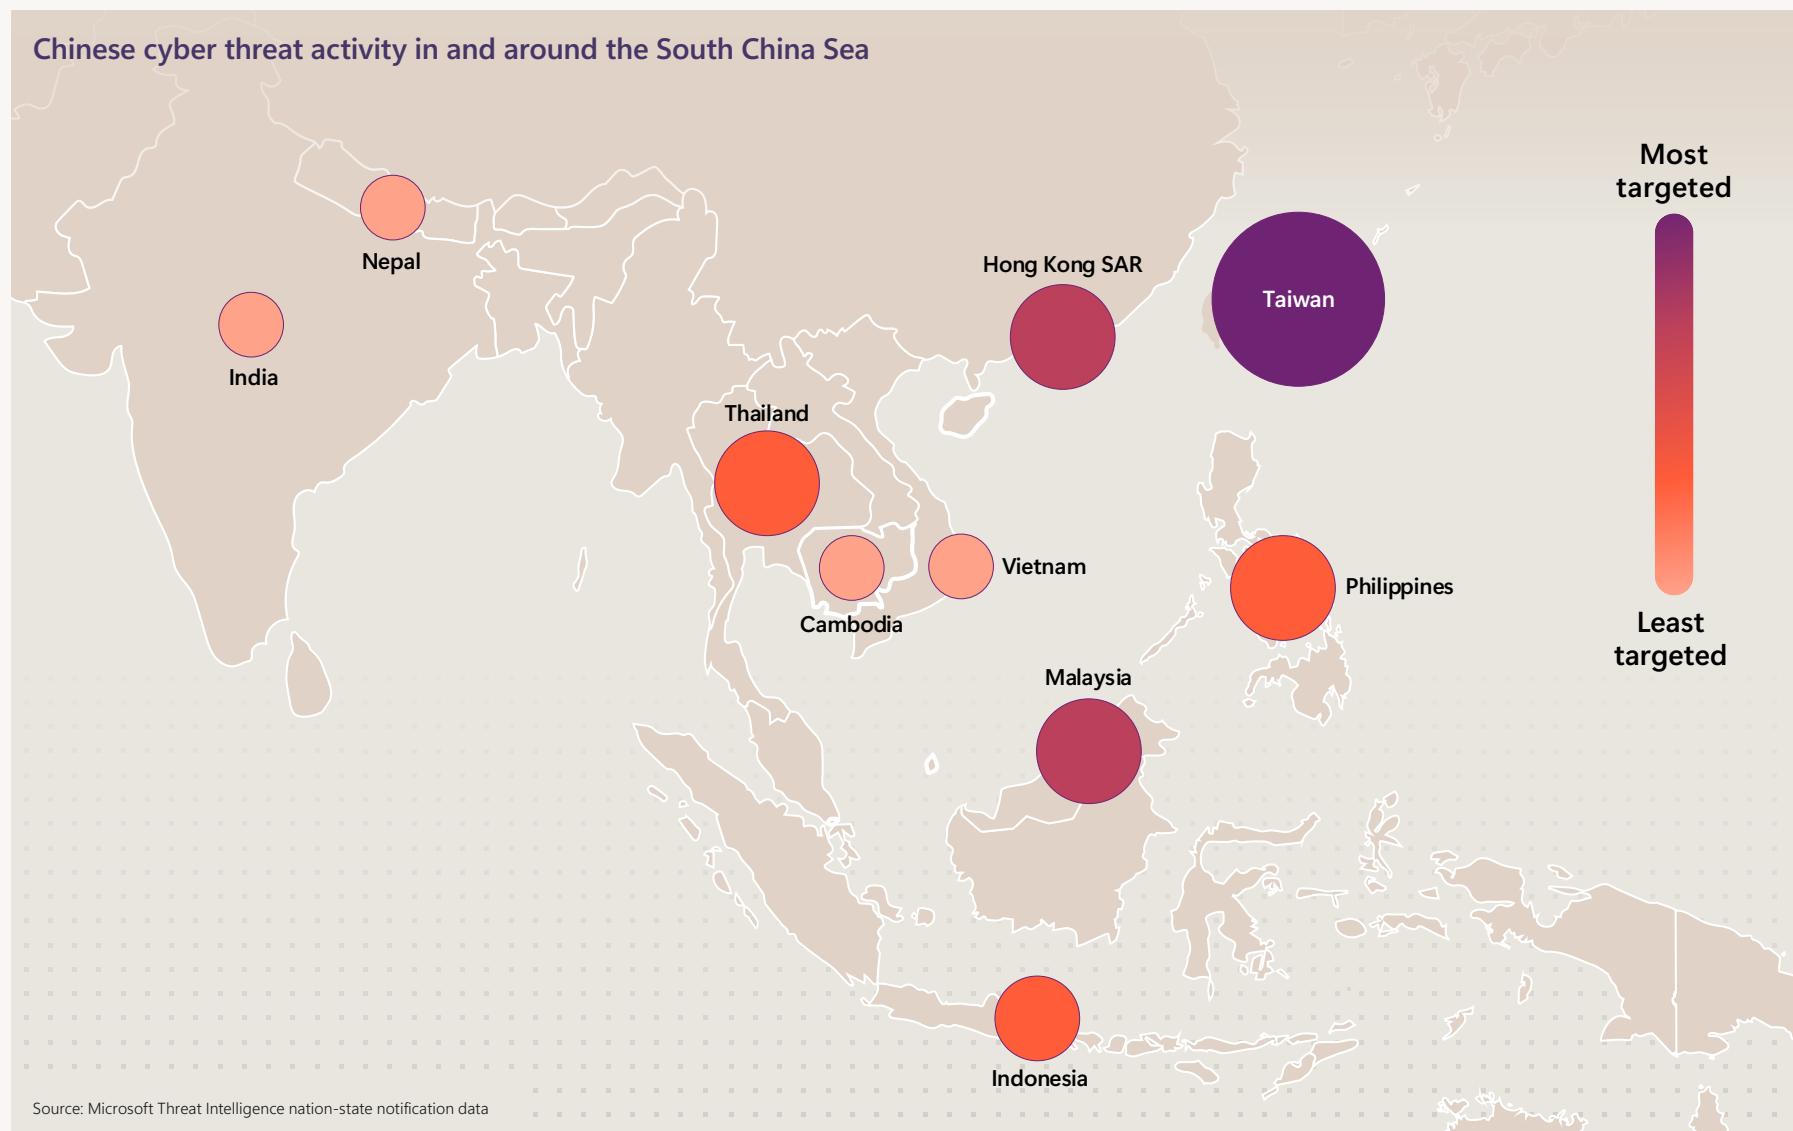 Chinese cyber threat activity in and around the South China Sea
Most
targeted
Nepal
Hong Kong SAR
Taiwan
India
Thailand
Vietnam
Philippines
Cambodia
Least
targeted
Malaysia
Indonesia
Source: Microsoft Threat Intelligence nation-state notification data